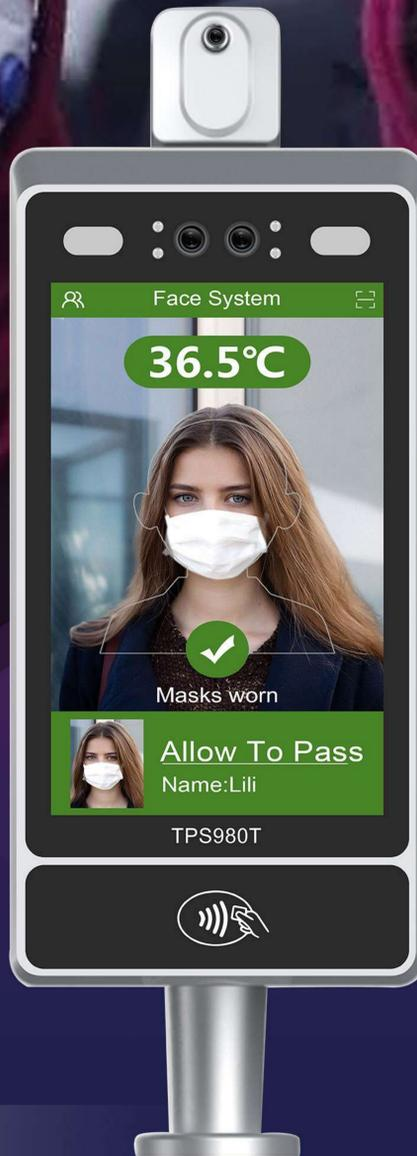 Face System
36.5℃
Masks worn
Allow To Pass
Name:Lili
TPS980T